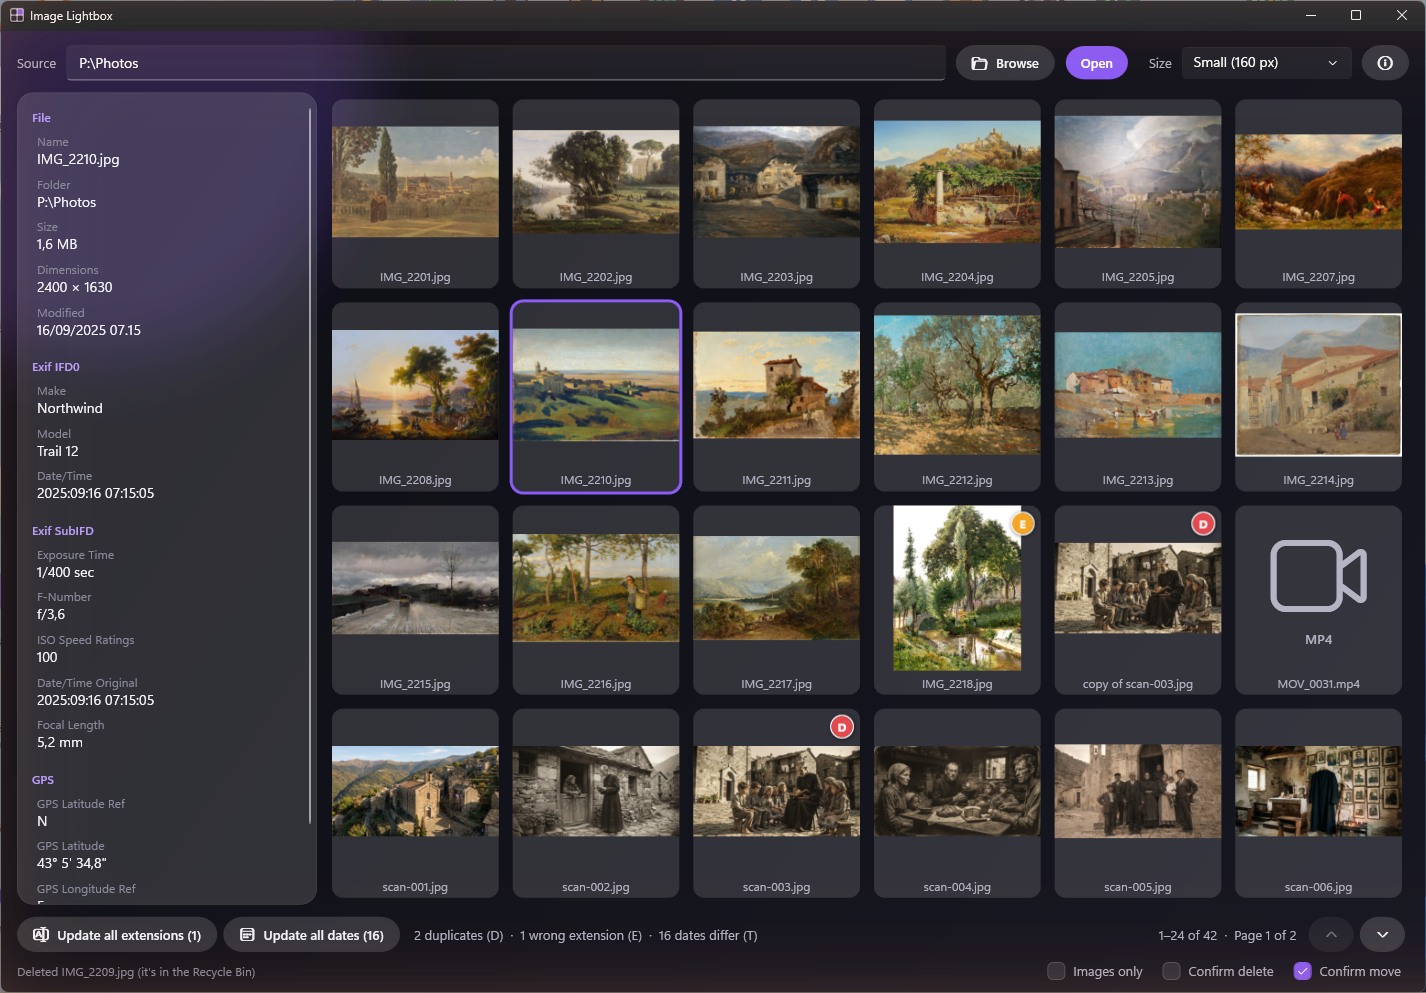 Image Lightbox
Source
P:\Photos
Browse
Open
Size
Small (160 px)
File
Name
IMG_2210.jpg
Folder
P:\Photos
Size
1,6 MB
Dimensions
2400 × 1630
Modified
16/09/2025 07.15
Exif IFD0
Make
Northwind
Model
Trail 12
Date/Time
2025:09:16 07:15:05
Exif SubIFD
Exposure Time
1/400 sec
F-Number
f/3,6
ISO Speed Ratings
100
Date/Time Original
2025:09:16 07:15:05
Focal Length
5,2 mm
GPS
GPS Latitude Ref
N
GPS Latitude
43° 5' 34,8"
GPS Longitude Ref
IMG_2201.jpg
IMG_2202.jpg
IMG_2203.jpg
IMG_2204.jpg
IMG_2205.jpg
IMG_2207.jpg
IMG_2208.jpg
IMG_2210.jpg
IMG_2211.jpg
IMG_2212.jpg
IMG_2213.jpg
IMG_2214.jpg
E
D
MP4
IMG_2215.jpg
IMG_2216.jpg
IMG_2217.jpg
IMG_2218.jpg
copy of scan-003.jpg
MOV_0031.mp4
D
scan-001.jpg
scan-002.jpg
scan-003.jpg
scan-004.jpg
scan-005.jpg
scan-006.jpg
Update all extensions (1)
Update all dates (16)
2 duplicates (D) · 1 wrong extension (E) · 16 dates differ (T)
1–24 of 42 · Page 1 of 2
Deleted IMG_2209.jpg (it's in the Recycle Bin)
Images only
Confirm delete
Confirm move